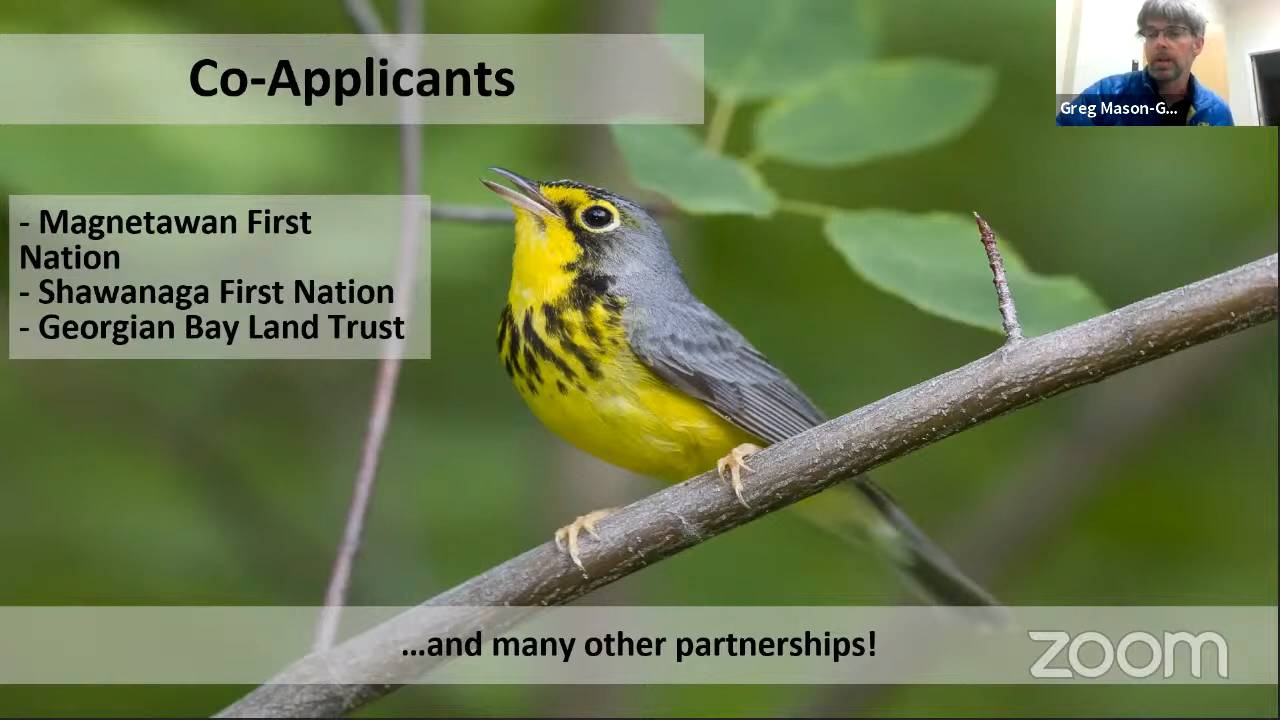 Co-Applicants
Greg Mason-G...
- Magnetawan First
Nation
- Shawanaga First Nation
- Georgian Bay Land Trust
...and many other partnerships!
zoom